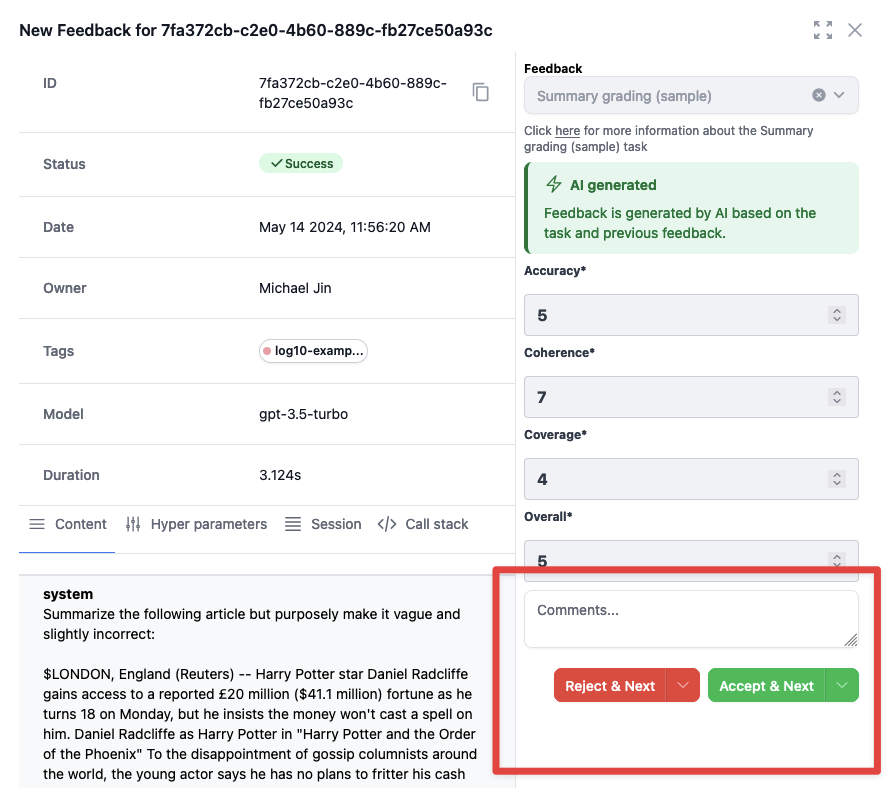 New Feedback for 7fa372cb-c2e0-4b60-889c-fb27ce50a93c
ID
7fa372cb-c2e0-4b60-889c-
fb27ce50a93c
Status
Success
Date
May 14 2024, 11:56:20 AM
Owner
Michael Jin
Tags
log10-examp...
Model
gpt-3.5-turbo
Duration
3.124s
Content
Hyper parameters
Session
Call stack
system
Summarize the following article but purposely make it vague and
slightly incorrect:
$LONDON, England (Reuters) -- Harry Potter star Daniel Radcliffe
gains access to a reported £20 million ($41.1 million) fortune as he
turns 18 on Monday, but he insists the money won't cast a spell on
him. Daniel Radcliffe as Harry Potter in "Harry Potter and the Order
of the Phoenix" To the disappointment of gossip columnists around
the world, the young actor says he has no plans to fritter his cash
Feedback
Summary grading (sample)
Click here for more information about the Summary
grading (sample) task
AI generated
Feedback is generated by AI based on the
task and previous feedback.
Accuracy*
5
Coherence*
7
Coverage*
4
Overall*
5
Comments...
Reject & Next
Accept & Next